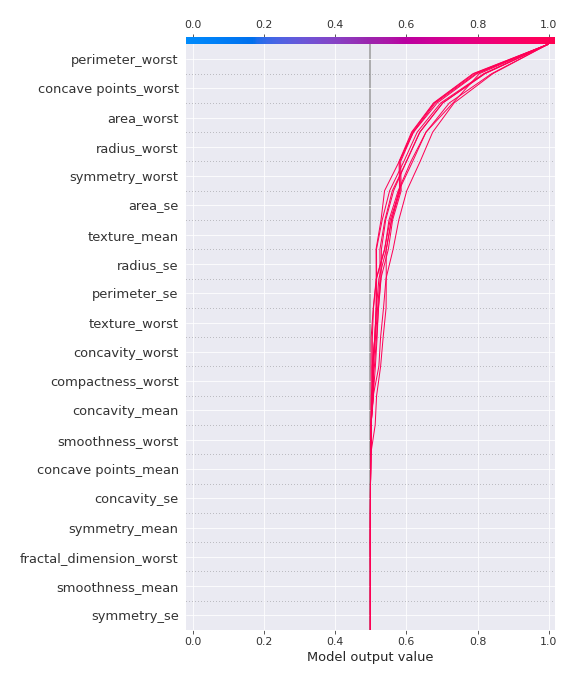 0.0 0.2 0.4 0.6 0.8 1.0
perimeter_worst
concave points_worst
area_worst
radius_worst
symmetry_worst
area_se
texture_mean
radius_se
perimeter_se
texture_worst
concavity_worst
compactness_worst
concavity_mean
smoothness_worst
concave points_mean
concavity_se
symmetry_mean
fractal_dimension_worst
smoothness_mean
symmetry_se
0.0 0.2 0.4 0.6 0.8 1.0
Model output value